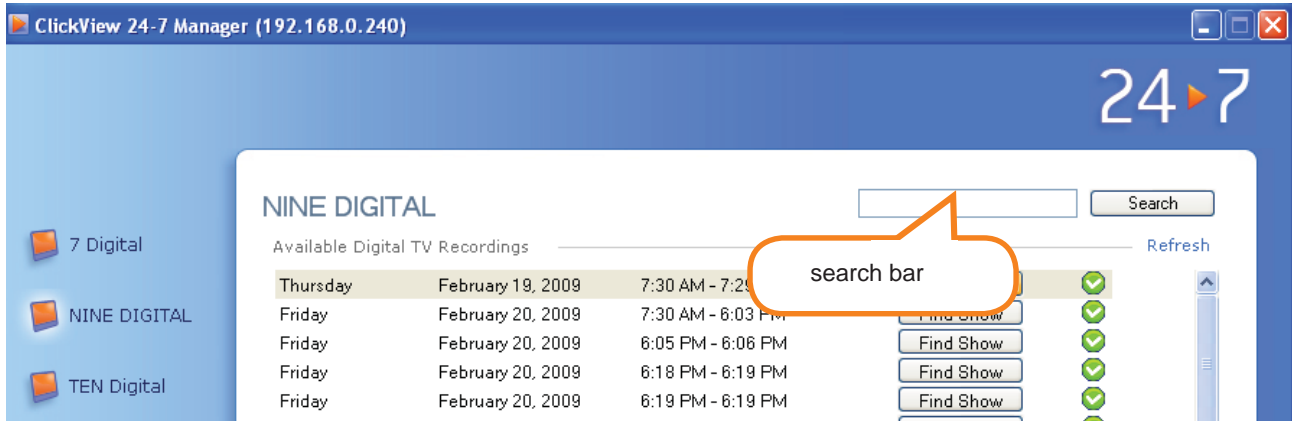 ClickView 24-7 Manager (192.168.0.240)
24 7
NINE DIGITAL
Search
7 Digital
Available Digital TV Recordings
Refresh
search bar
Thursday February 19, 2009 7:30 AM - 7:29
NINE DIGITAL
Friday February 20, 2009 7:30 AM - 6:03 PM Find Show
Friday February 20, 2009 6:05 PM - 6:06 PM Find Show
TEN Digital
Friday February 20, 2009 6:18 PM - 6:19 PM Find Show
Friday February 20, 2009 6:19 PM - 6:19 PM Find Show